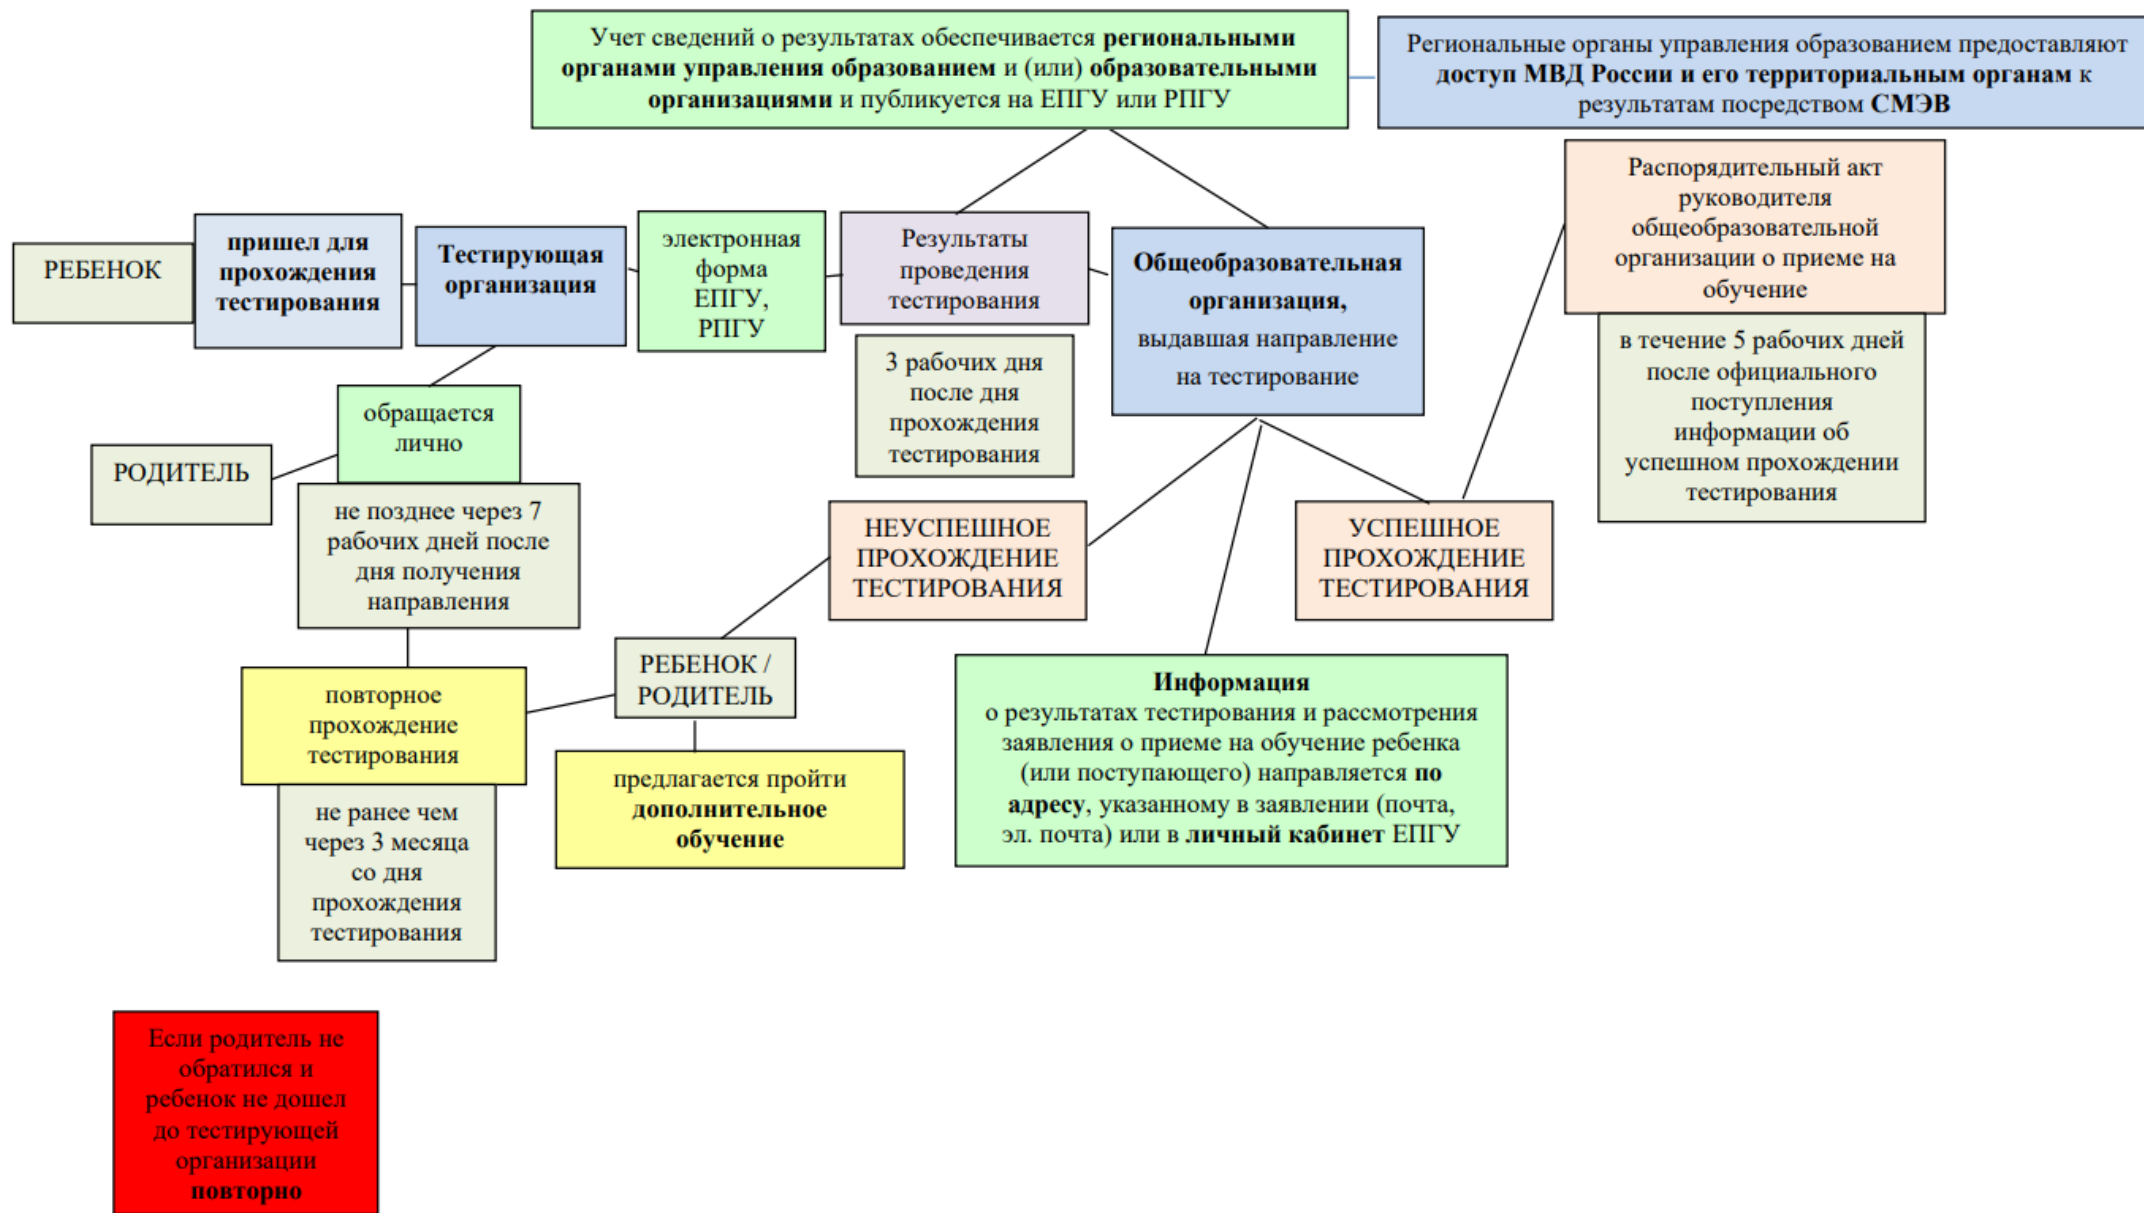 Учет сведений о результатах обеспечивается региональными
органами управления образованием и (или) образовательными
организациями и публикуется на ЕПГУ или РПГУ
Региональные органы управления образованием предоставляют
доступ МВД России и его территориальным органам к
результатам посредством СМЭВ
РЕБЕНОК
пришел для
прохождения
тестирования
Тестирующая
организация
электронная
форма
ЕПГУ,
РПГУ
Результаты
проведения
тестирования
3 рабочих дня
после дня
прохождения
тестирования
Общеобразовательная
организация,
выдавшая направление
на тестирование
Распорядительный акт
руководителя
общеобразовательной
организации о приеме на
обучение
в течение 5 рабочих дней
после официального
поступления
информации об
успешном прохождении
тестирования
РОДИТЕЛЬ
обращается
лично
не позднее через 7
рабочих дней после
дня получения
направления
НЕУСПЕШНОЕ
ПРОХОЖДЕНИЕ
ТЕСТИРОВАНИЯ
УСПЕШНОЕ
ПРОХОЖДЕНИЕ
ТЕСТИРОВАНИЯ
РЕБЕНОК /
РОДИТЕЛЬ
повторное
прохождение
тестирования
не ранее чем
через 3 месяца
со дня
прохождения
тестирования
предлагается пройти
дополнительное
обучение
Информация
о результатах тестирования и рассмотрения
заявления о приеме на обучение ребенка
(или поступающего) направляется по
адресу, указанному в заявлении (почта,
эл. почта) или в личный кабинет ЕПГУ
Если родитель не
обратился и
ребенок не дошел
до тестирующей
организации
повторно